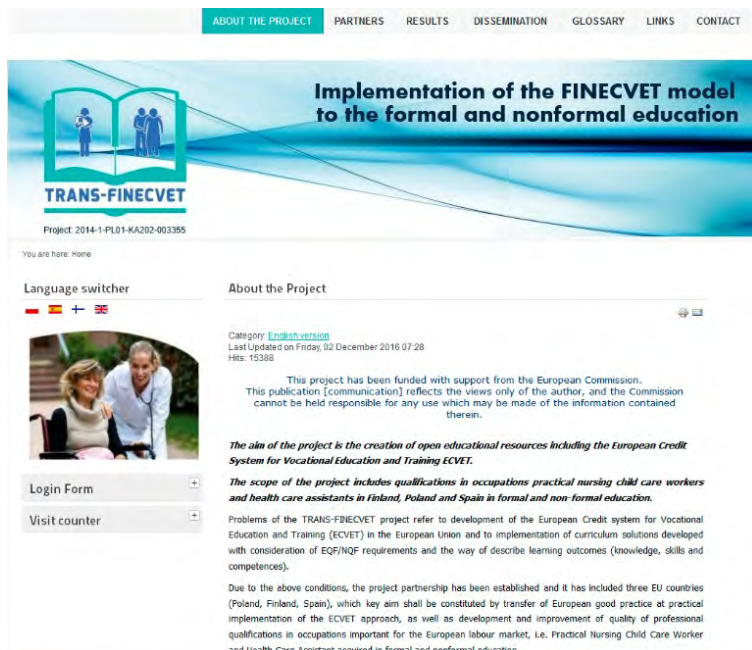 ABOUT THE PROJECT PARTNERS RESULTS DISSEMINATION GLOSSARY LINKS CONTACT
Implementation of the FINECVET model
to the formal and nonformal education
TRANS-FINECVET
Project: 2014-1-PL01-KA202-003355
You are here: Home
Language switcher
Login Form
Visit counter
About the Project
Category: English version
Last Updated on Friday, 02 December 2016 07:28
Hits: 15388
This project has been funded with support from the European Commission.
This publication [communication] reflects the views only of the author, and the Commission
cannot be held responsible for any use which may be made of the information contained
therein.
The aim of the project is the creation of open educational resources including the European Credit
System for Vocational Education and Training ECVET.
The scope of the project includes qualifications in occupations practical nursing child care workers
and health care assistants in Finland, Poland and Spain in formal and non-formal education.
Problems of the TRANS-FINECVET project refer to development of the European Credit system for Vocational
Education and Training (ECVET) in the European Union and to implementation of curriculum solutions developed
with consideration of EQF/NQF requirements and the way of describe learning outcomes (knowledge, skills and
competences).
Due to the above conditions, the project partnership has been established and it has included three EU countries
(Poland, Finland, Spain), which key aim shall be constituted by transfer of European good practice at practical
implementation of the ECVET approach, as well as development and improvement of quality of professional
qualifications in occupations important for the European labour market, i.e. Practical Nursing Child Care Worker
and Health Care Assistant acquired in formal and nonformal education.